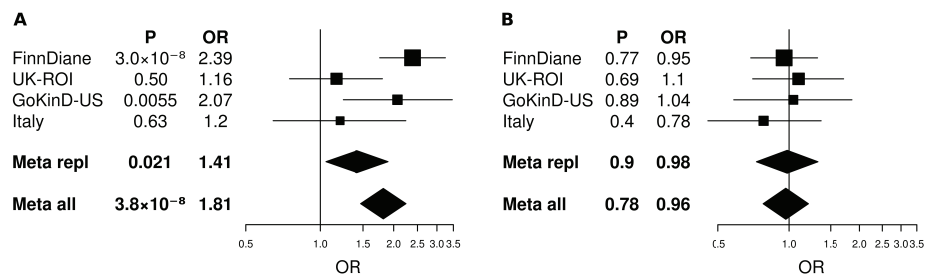 A
P OR
FinnDiane 3.0×10⁻⁸ 2.39
UK-ROI 0.50 1.16
GoKinD-US 0.0055 2.07
Italy 0.63 1.2
Meta repl 0.021 1.41
Meta all 3.8×10⁻⁸ 1.81
0.5 1.0 1.5 2.0 2.5 3.0 3.5
OR
B
P OR
FinnDiane 0.77 0.95
UK-ROI 0.69 1.1
GoKinD-US 0.89 1.04
Italy 0.4 0.78
Meta repl 0.9 0.98
Meta all 0.78 0.96
0.5 1.0 1.5 2.0 2.5 3.0 3.5
OR